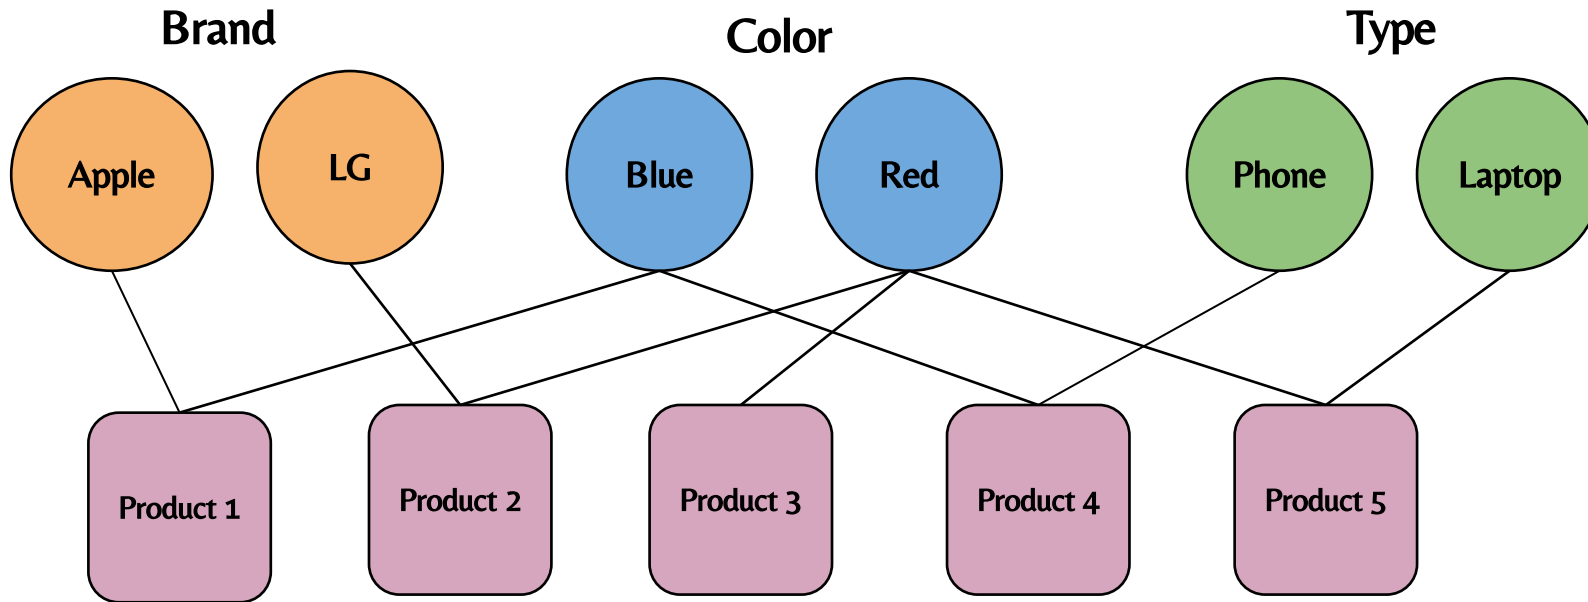 Brand
Color
Type
Apple
LG
Blue
Red
Phone
Laptop
Product 1
Product 2
Product 3
Product 4
Product 5